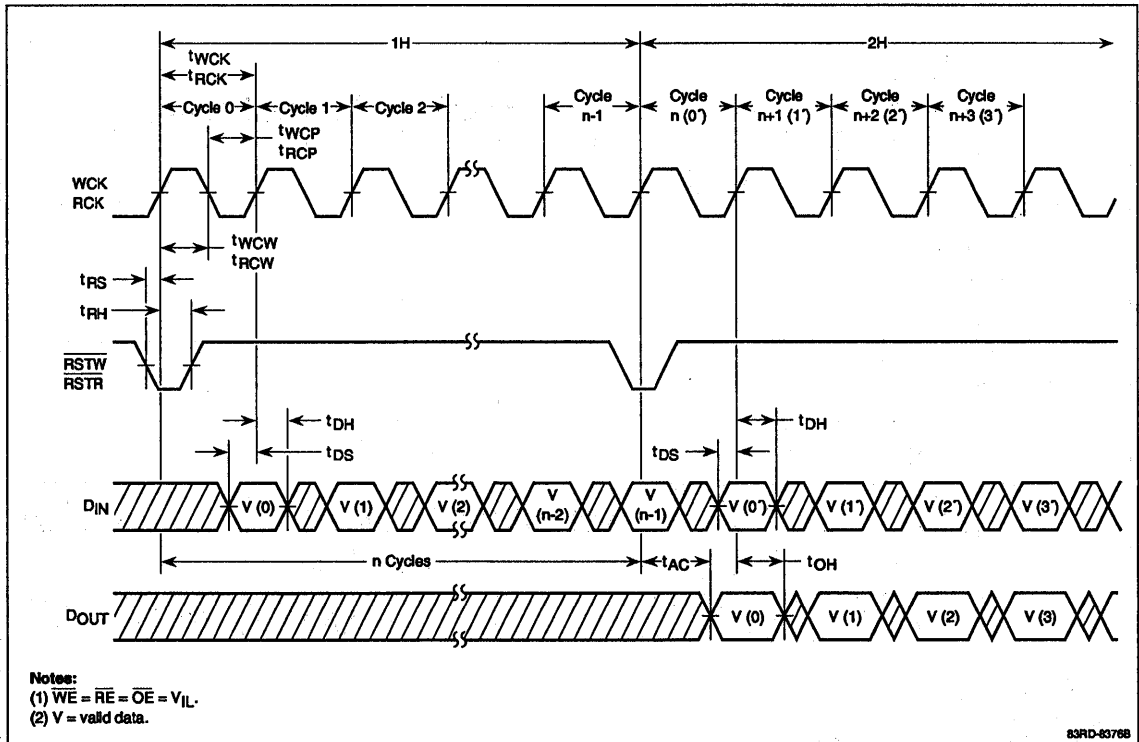 1H 2H
tWCK
tRCK
Cycle 0 Cycle 1 Cycle 2 Cycle n-1 Cycle n (0´) Cycle n+1 (1´) Cycle n+2 (2´) Cycle n+3 (3´)
tWCP
tRCP
WCK
RCK
tWCW
tRCW
tRS
tRH
RSTW
RSTR
tDH tDH
tDS tDS
DIN V (0) V (1) V (2) V (n-2) V (n-1) V (0´) V (1´) V (2´) V (3´)
n Cycles tAC tOH
DOUT V (0) V (1) V (2) V (3)
Notes:
(1) WE = RE = OE = VIL.
(2) V = valid data.
83RD-8376B